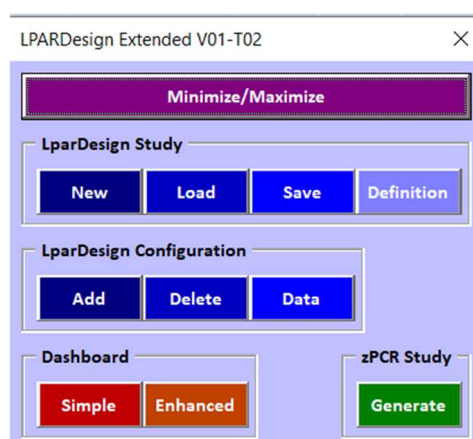 LPARDesign Extended V01-T02
Minimize/Maximize
LparDesign Study
New Load Save Definition
LparDesign Configuration
Add Delete Data
Dashboard zPCR Study
Simple Enhanced Generate